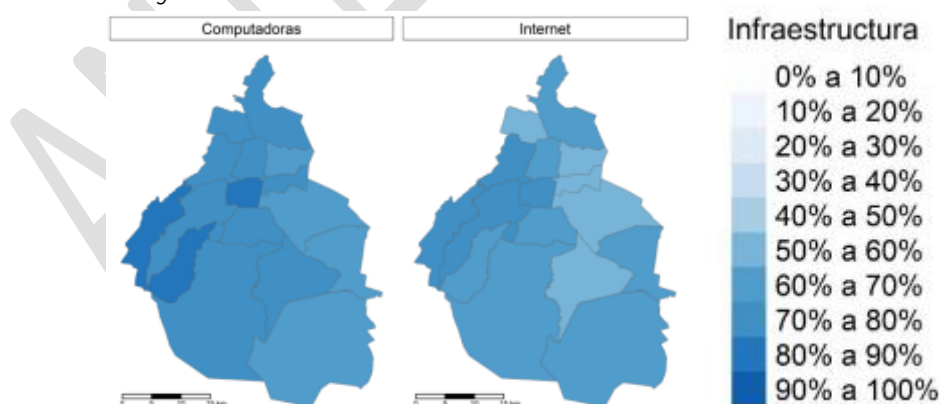 Computadoras
Internet
Infraestructura
0% a 10%
10% a 20%
20% a 30%
30% a 40%
40% a 50%
50% a 60%
60% a 70%
70% a 80%
80% a 90%
90% a 100%